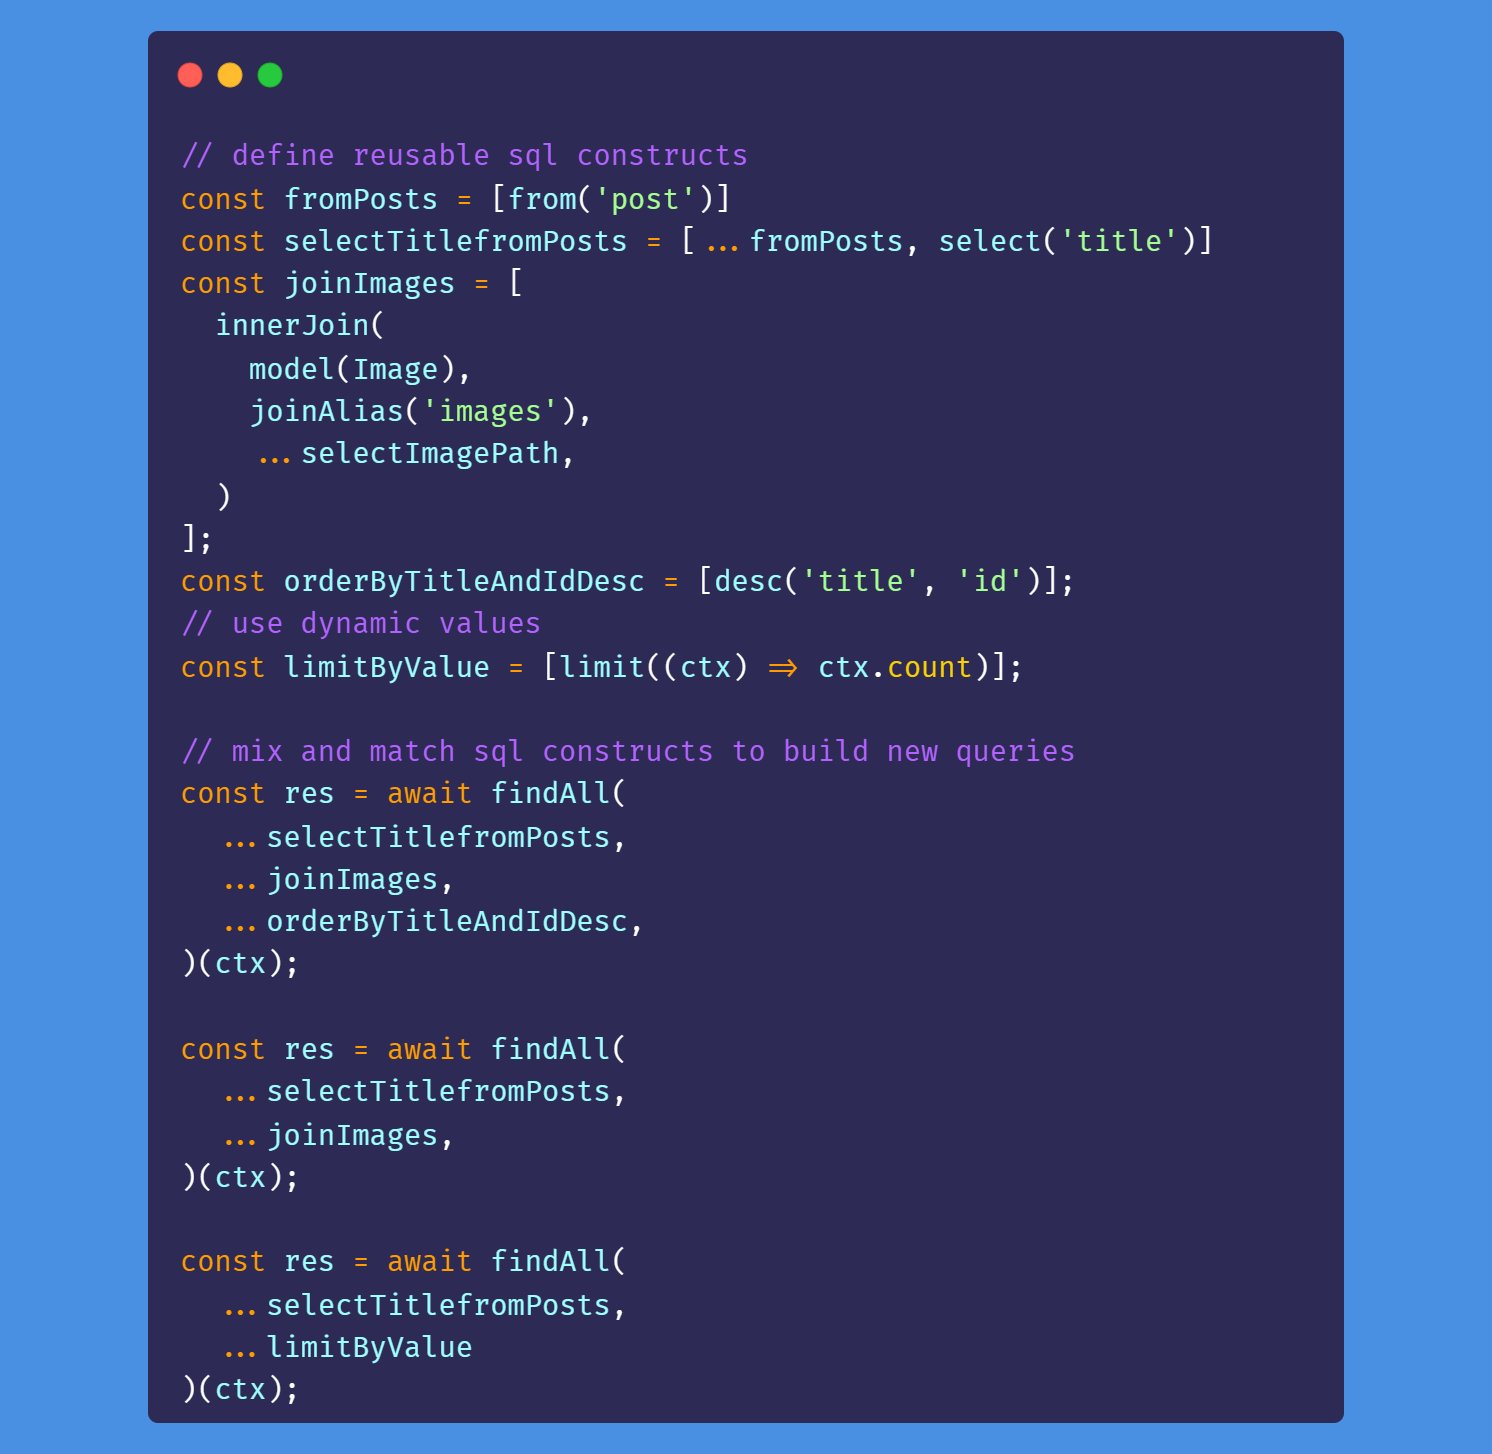 // define reusable sql constructs
const fromPosts = [from('post')]
const selectTitlefromPosts = [...fromPosts, select('title')]
const joinImages = [
  innerJoin(
    model(Image),
    joinAlias('images'),
    ...selectImagePath,
  )
];
const orderByTitleAndIdDesc = [desc('title', 'id')];
// use dynamic values
const limitByValue = [limit((ctx) => ctx.count)];

// mix and match sql constructs to build new queries
const res = await findAll(
  ...selectTitlefromPosts,
  ...joinImages,
  ...orderByTitleAndIdDesc,
)(ctx);

const res = await findAll(
  ...selectTitlefromPosts,
  ...joinImages,
)(ctx);

const res = await findAll(
  ...selectTitlefromPosts,
  ...limitByValue
)(ctx);